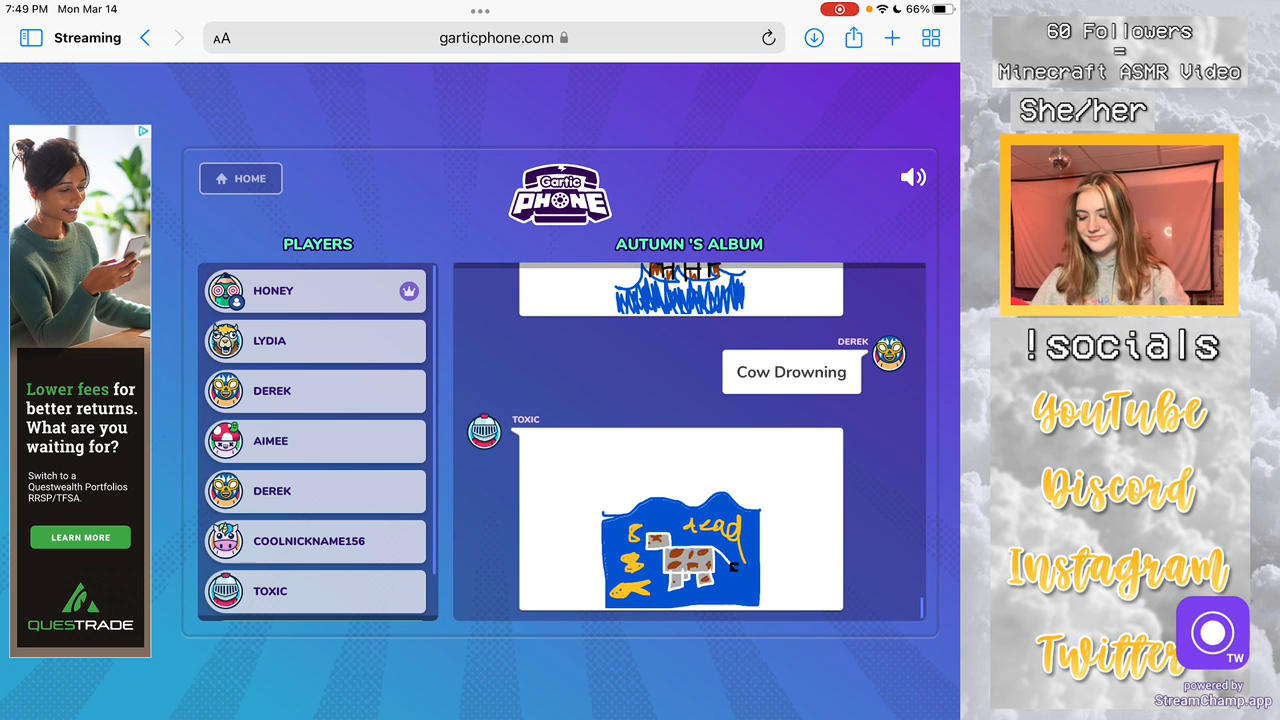 7:49 PM Mon Mar 14
66%
Streaming
AA
garticphone.com
60 Followers
=
Minecraft ASMR Video
She/her
HOME
Gartic
PHONE
PLAYERS
AUTUMN 'S ALBUM
HONEY
LYDIA
DEREK
AIMEE
DEREK
COOLNICKNAME156
TOXIC
DEREK
Cow Drowning
TOXIC
Lower fees for
better returns.
What are you
waiting for?
Switch to a
Questwealth Portfolios
RRSP/TFSA.
LEARN MORE
QUESTRADE
!socials
YouTube
Discord
Instagram
Twitter
TW
powered by
StreamChamp.app